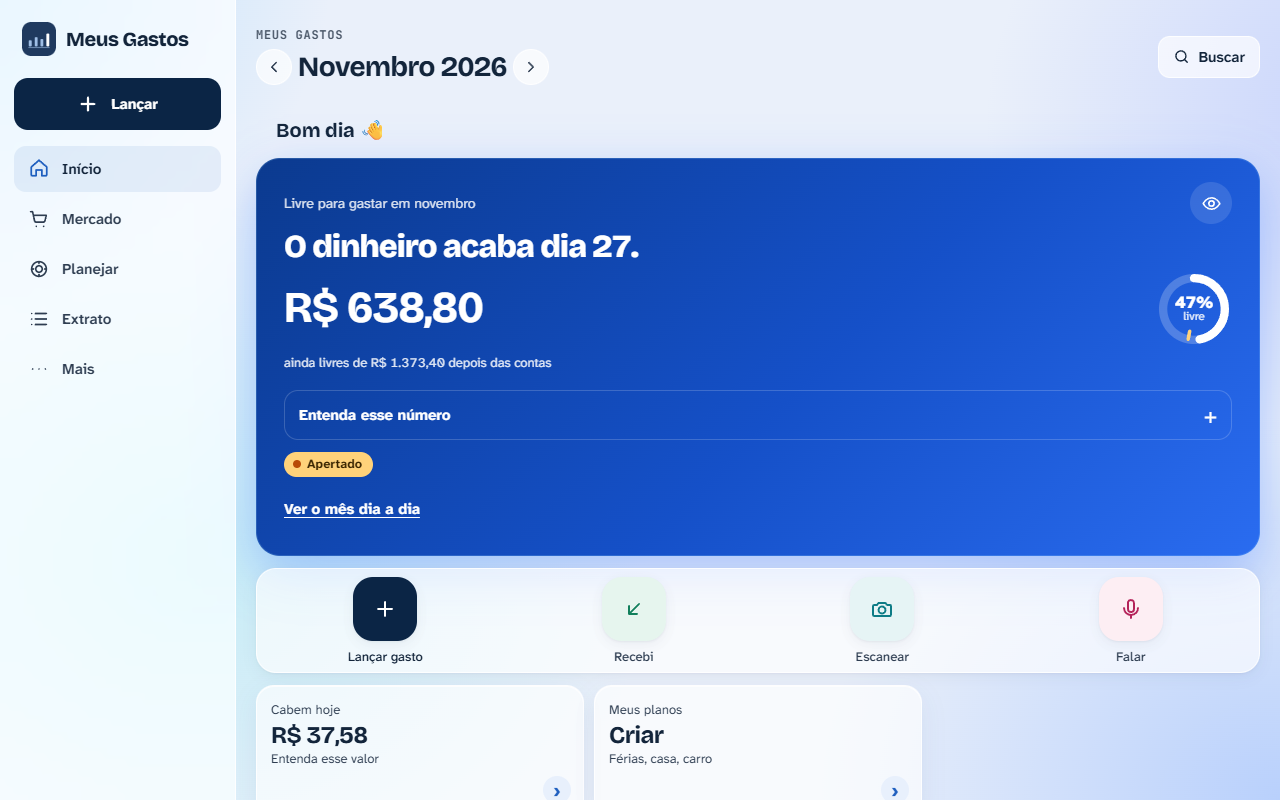 Meus Gastos
Lançar
Início
Mercado
Planejar
Extrato
Mais
MEUS GASTOS
Novembro 2026
Buscar
Bom dia 👋
Livre para gastar em novembro
O dinheiro acaba dia 27.
R$ 638,80
47%
livre
ainda livres de R$ 1.373,40 depois das contas
Entenda esse número
+
Apertado
Ver o mês dia a dia
Lançar gasto
Recebi
Escanear
Falar
Cabem hoje
R$ 37,58
Entenda esse valor
›
Meus planos
Criar
Férias, casa, carro
›